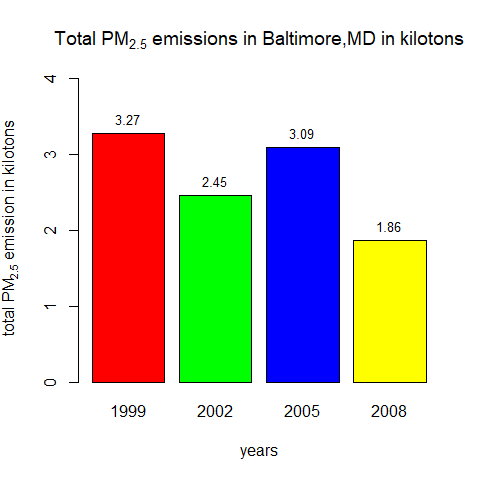 Total PM2.5 emissions in Baltimore,MD in kilotons
total PM2.5 emission in kilotons
4
3
2
1
0
3.27
2.45
3.09
1.86
1999 2002 2005 2008
years